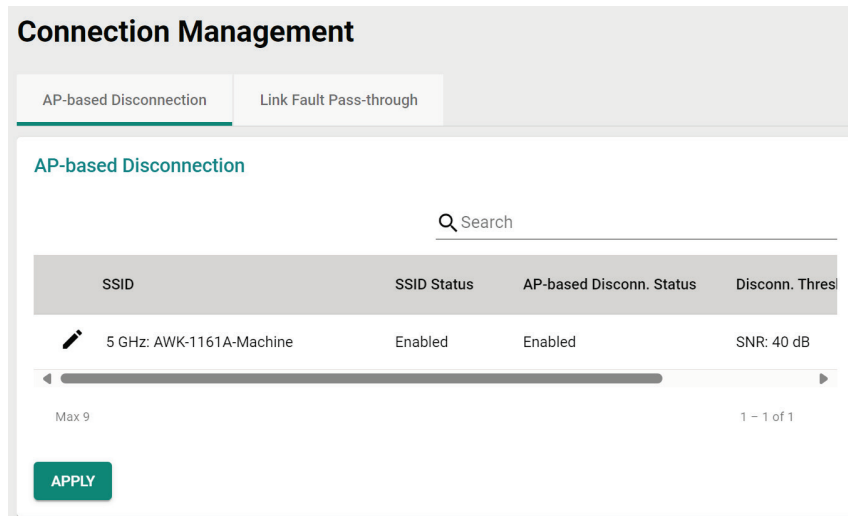 Connection Management
AP-based Disconnection Link Fault Pass-through
AP-based Disconnection
Search
SSID SSID Status AP-based Disconn. Status Disconn.
5 GHz: AWK-1161A-Machine Enabled Enabled SNR: 40 dB
Max 9 1 – 1 of 1
APPLY